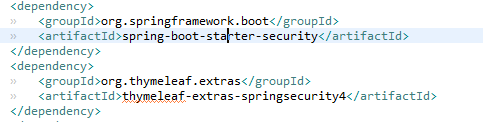 <dependency>
<groupId>org.springframework.boot</groupId>
<artifactId>spring-boot-starter-security</artifactId>
</dependency>
<dependency>
<groupId>org.thymeleaf.extras</groupId>
<artifactId>thymeleaf-extras-springsecurity4</artifactId>
</dependency>